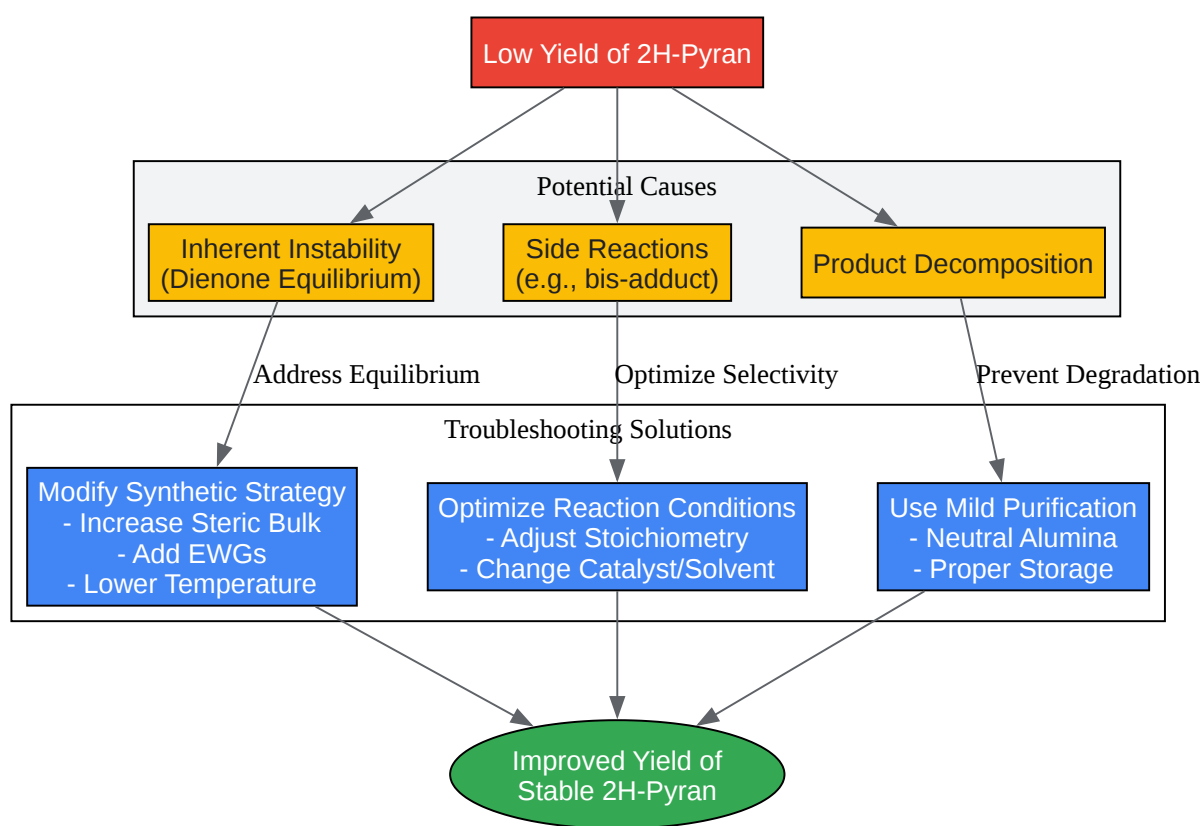 Low Yield of 2H-Pyran
Potential Causes
Inherent Instability
(Dienone Equilibrium)
Side Reactions
(e.g., bis-adduct)
Product Decomposition
Address Equilibrium
Optimize Selectivity
Prevent Degradation
Troubleshooting Solutions
Modify Synthetic Strategy
- Increase Steric Bulk
- Add EWGs
- Lower Temperature
Optimize Reaction Conditions
- Adjust Stoichiometry
- Change Catalyst/Solvent
Use Mild Purification
- Neutral Alumina
- Proper Storage
Improved Yield of
Stable 2H-Pyran